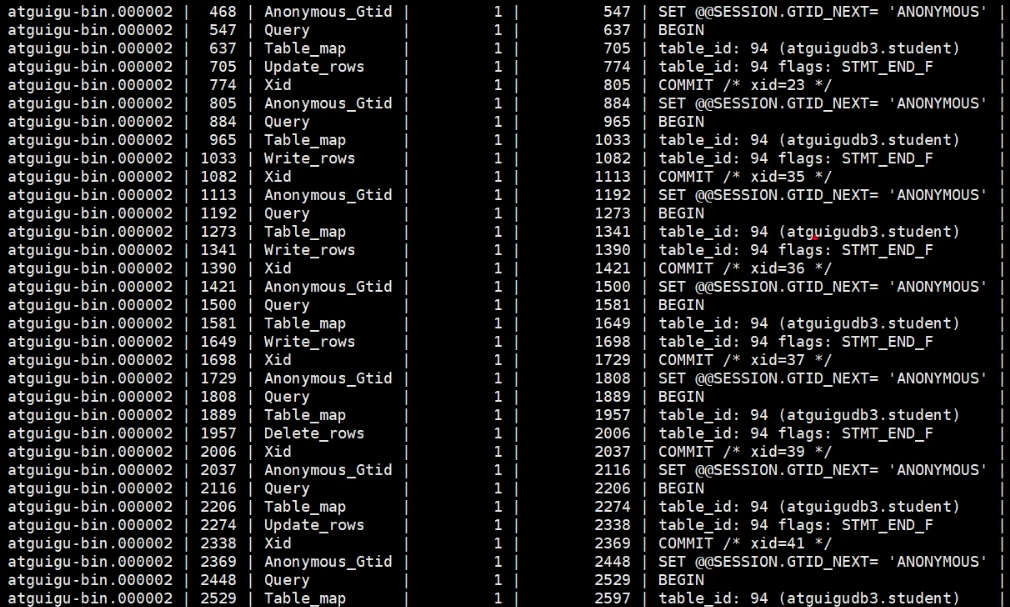 atguigu-bin.000002 | 468 | Anonymous_Gtid | 1 | 547 | SET @@SESSION.GTID_NEXT= 'ANONYMOUS' |
atguigu-bin.000002 | 547 | Query | 1 | 637 | BEGIN |
atguigu-bin.000002 | 637 | Table_map | 1 | 705 | table_id: 94 (atguigudb3.student) |
atguigu-bin.000002 | 705 | Update_rows | 1 | 774 | table_id: 94 flags: STMT_END_F |
atguigu-bin.000002 | 774 | Xid | 1 | 805 | COMMIT /* xid=23 */ |
atguigu-bin.000002 | 805 | Anonymous_Gtid | 1 | 884 | SET @@SESSION.GTID_NEXT= 'ANONYMOUS' |
atguigu-bin.000002 | 884 | Query | 1 | 965 | BEGIN |
atguigu-bin.000002 | 965 | Table_map | 1 | 1033 | table_id: 94 (atguigudb3.student) |
atguigu-bin.000002 | 1033 | Write_rows | 1 | 1082 | table_id: 94 flags: STMT_END_F |
atguigu-bin.000002 | 1082 | Xid | 1 | 1113 | COMMIT /* xid=35 */ |
atguigu-bin.000002 | 1113 | Anonymous_Gtid | 1 | 1192 | SET @@SESSION.GTID_NEXT= 'ANONYMOUS' |
atguigu-bin.000002 | 1192 | Query | 1 | 1273 | BEGIN |
atguigu-bin.000002 | 1273 | Table_map | 1 | 1341 | table_id: 94 (atguigudb3.student) |
atguigu-bin.000002 | 1341 | Write_rows | 1 | 1390 | table_id: 94 flags: STMT_END_F |
atguigu-bin.000002 | 1390 | Xid | 1 | 1421 | COMMIT /* xid=36 */ |
atguigu-bin.000002 | 1421 | Anonymous_Gtid | 1 | 1500 | SET @@SESSION.GTID_NEXT= 'ANONYMOUS' |
atguigu-bin.000002 | 1500 | Query | 1 | 1581 | BEGIN |
atguigu-bin.000002 | 1581 | Table_map | 1 | 1649 | table_id: 94 (atguigudb3.student) |
atguigu-bin.000002 | 1649 | Write_rows | 1 | 1698 | table_id: 94 flags: STMT_END_F |
atguigu-bin.000002 | 1698 | Xid | 1 | 1729 | COMMIT /* xid=37 */ |
atguigu-bin.000002 | 1729 | Anonymous_Gtid | 1 | 1808 | SET @@SESSION.GTID_NEXT= 'ANONYMOUS' |
atguigu-bin.000002 | 1808 | Query | 1 | 1889 | BEGIN |
atguigu-bin.000002 | 1889 | Table_map | 1 | 1957 | table_id: 94 (atguigudb3.student) |
atguigu-bin.000002 | 1957 | Delete_rows | 1 | 2006 | table_id: 94 flags: STMT_END_F |
atguigu-bin.000002 | 2006 | Xid | 1 | 2037 | COMMIT /* xid=39 */ |
atguigu-bin.000002 | 2037 | Anonymous_Gtid | 1 | 2116 | SET @@SESSION.GTID_NEXT= 'ANONYMOUS' |
atguigu-bin.000002 | 2116 | Query | 1 | 2206 | BEGIN |
atguigu-bin.000002 | 2206 | Table_map | 1 | 2274 | table_id: 94 (atguigudb3.student) |
atguigu-bin.000002 | 2274 | Update_rows | 1 | 2338 | table_id: 94 flags: STMT_END_F |
atguigu-bin.000002 | 2338 | Xid | 1 | 2369 | COMMIT /* xid=41 */ |
atguigu-bin.000002 | 2369 | Anonymous_Gtid | 1 | 2448 | SET @@SESSION.GTID_NEXT= 'ANONYMOUS' |
atguigu-bin.000002 | 2448 | Query | 1 | 2529 | BEGIN |
atguigu-bin.000002 | 2529 | Table_map | 1 | 2597 | table_id: 94 (atguigudb3.student) |